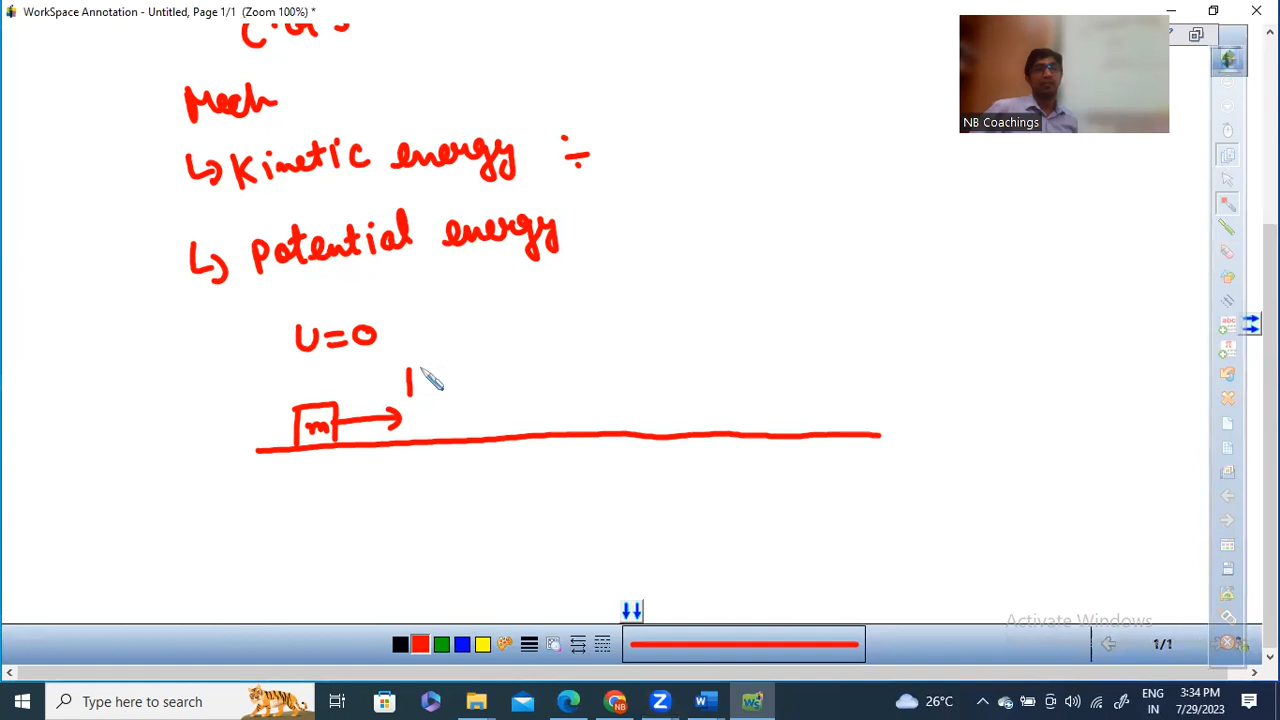 WorkSpace Annotation - Untitled, Page 1/1 (Zoom 100%) *
Mech
↳ Kinetic energy ÷
↳ Potential energy
U=0
m
NB Coachings
Activate Windows
1/1
Type here to search
26°C
ENG
IN
3:34 PM
7/29/2023